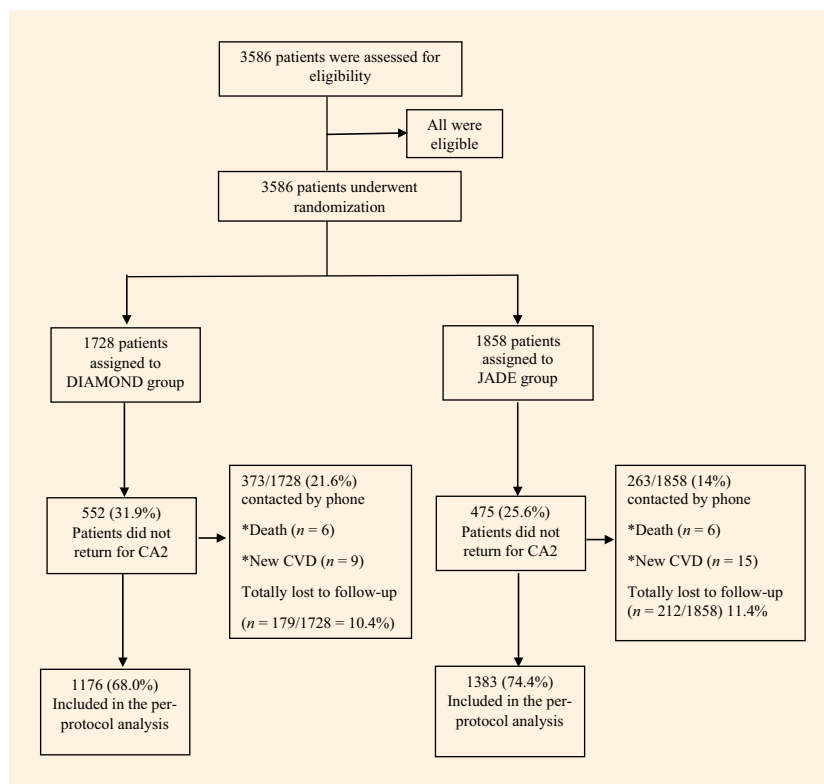 3586 patients were assessed for
eligibility
All were
eligible
3586 patients underwent
randomization
1728 patients
assigned to
DIAMOND group
1858 patients
assigned to
JADE group
552 (31.9%)
Patients did not
return for CA2
373/1728 (21.6%)
contacted by phone
*Death (n = 6)
*New CVD (n = 9)
Totally lost to follow-up
(n = 179/1728 = 10.4%)
475 (25.6%)
Patients did not
return for CA2
263/1858 (14%)
contacted by phone
*Death (n = 6)
*New CVD (n = 15)
Totally lost to follow-up
(n = 212/1858) 11.4%
1176 (68.0%)
Included in the per-
protocol analysis
1383 (74.4%)
Included in the per-
protocol analysis